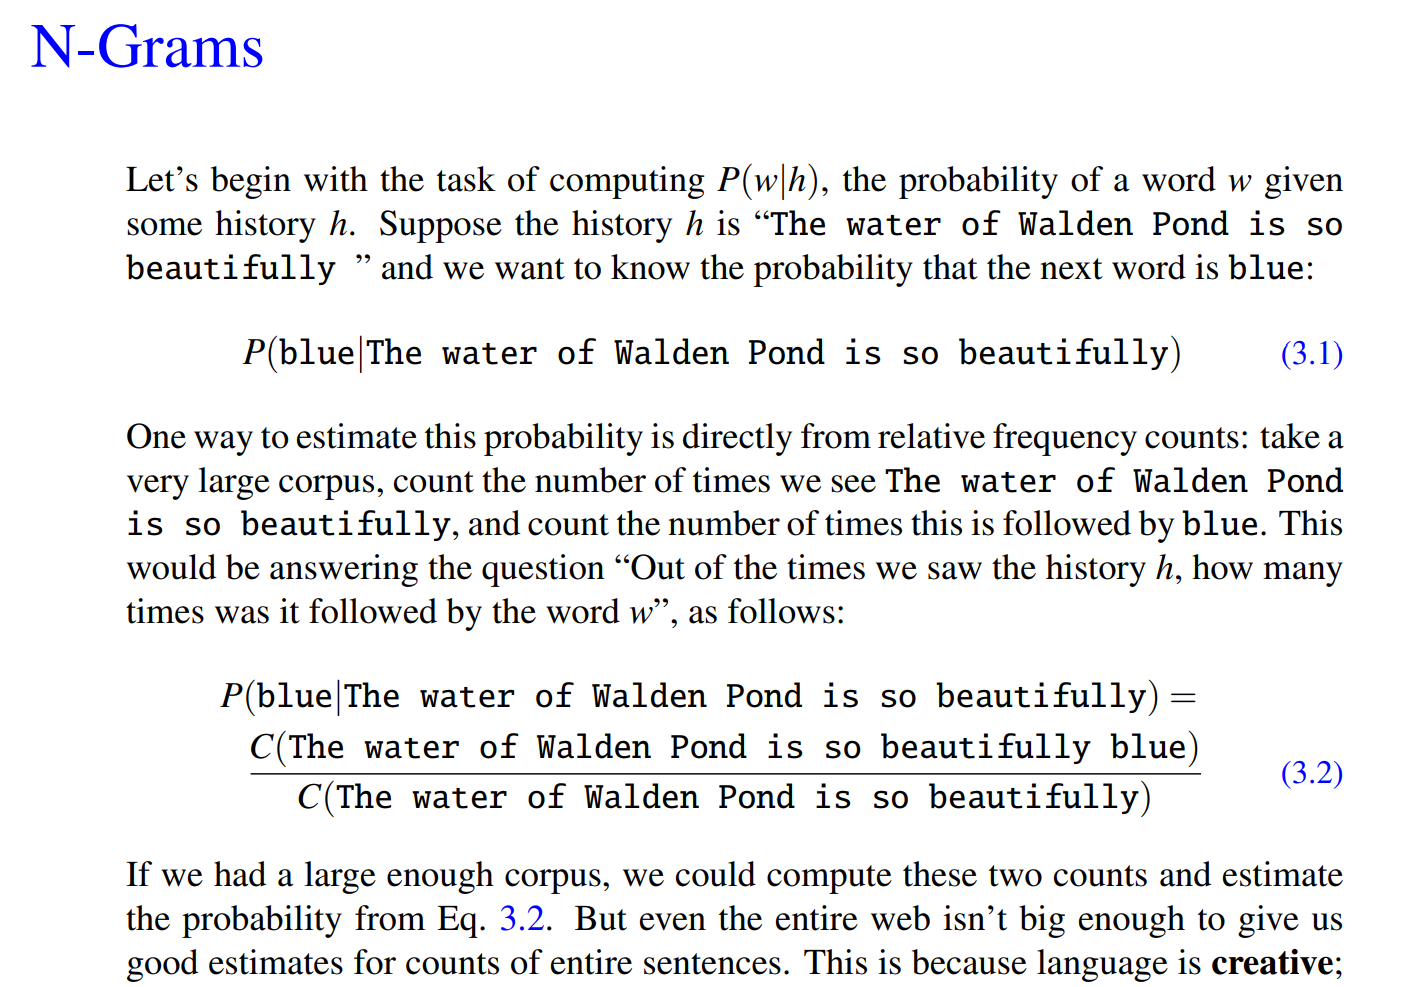 N-Grams
Let’s begin with the task of computing P(w|h), the probability of a word w given
some history h. Suppose the history h is “The water of Walden Pond is so
beautifully ” and we want to know the probability that the next word is blue:
P(blue|The water of Walden Pond is so beautifully) (3.1)
One way to estimate this probability is directly from relative frequency counts: take a
very large corpus, count the number of times we see The water of Walden Pond
is so beautifully, and count the number of times this is followed by blue. This
would be answering the question “Out of the times we saw the history h, how many
times was it followed by the word w”, as follows:
P(blue|The water of Walden Pond is so beautifully) =
C(The water of Walden Pond is so beautifully blue)
(3.2)
C(The water of Walden Pond is so beautifully)
If we had a large enough corpus, we could compute these two counts and estimate
the probability from Eq. 3.2. But even the entire web isn’t big enough to give us
good estimates for counts of entire sentences. This is because language is creative;